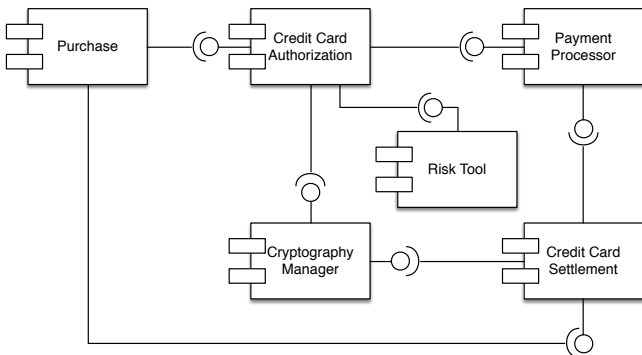 Purchase
Credit Card
Authorization
Payment
Processor
Risk Tool
Cryptography
Manager
Credit Card
Settlement